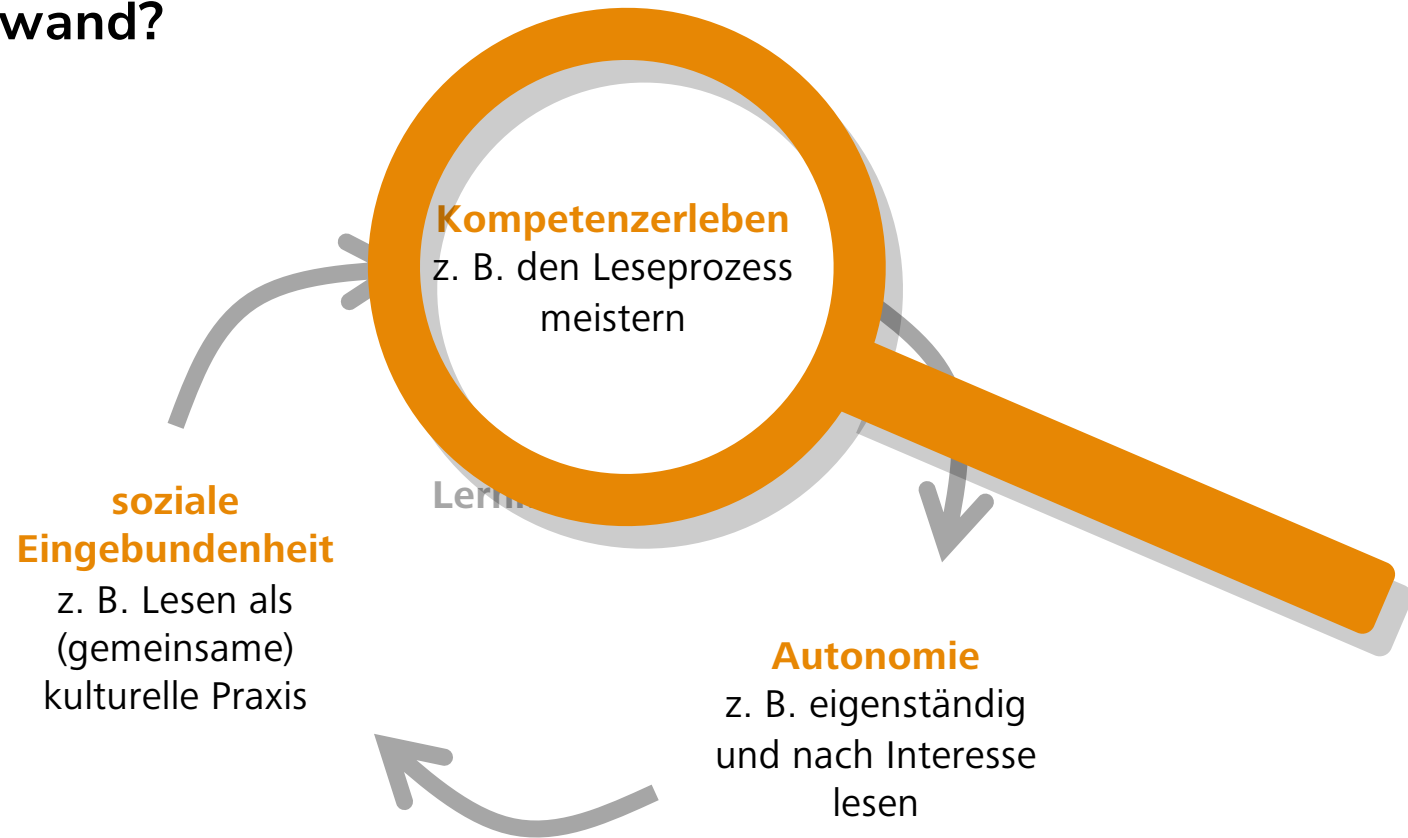 wand?
Kompetenzerleben
z. B. den Leseprozess
meistern
soziale
Eingebundenheit
z. B. Lesen als
(gemeinsame)
kulturelle Praxis
Autonomie
z. B. eigenständig
und nach Interesse
lesen